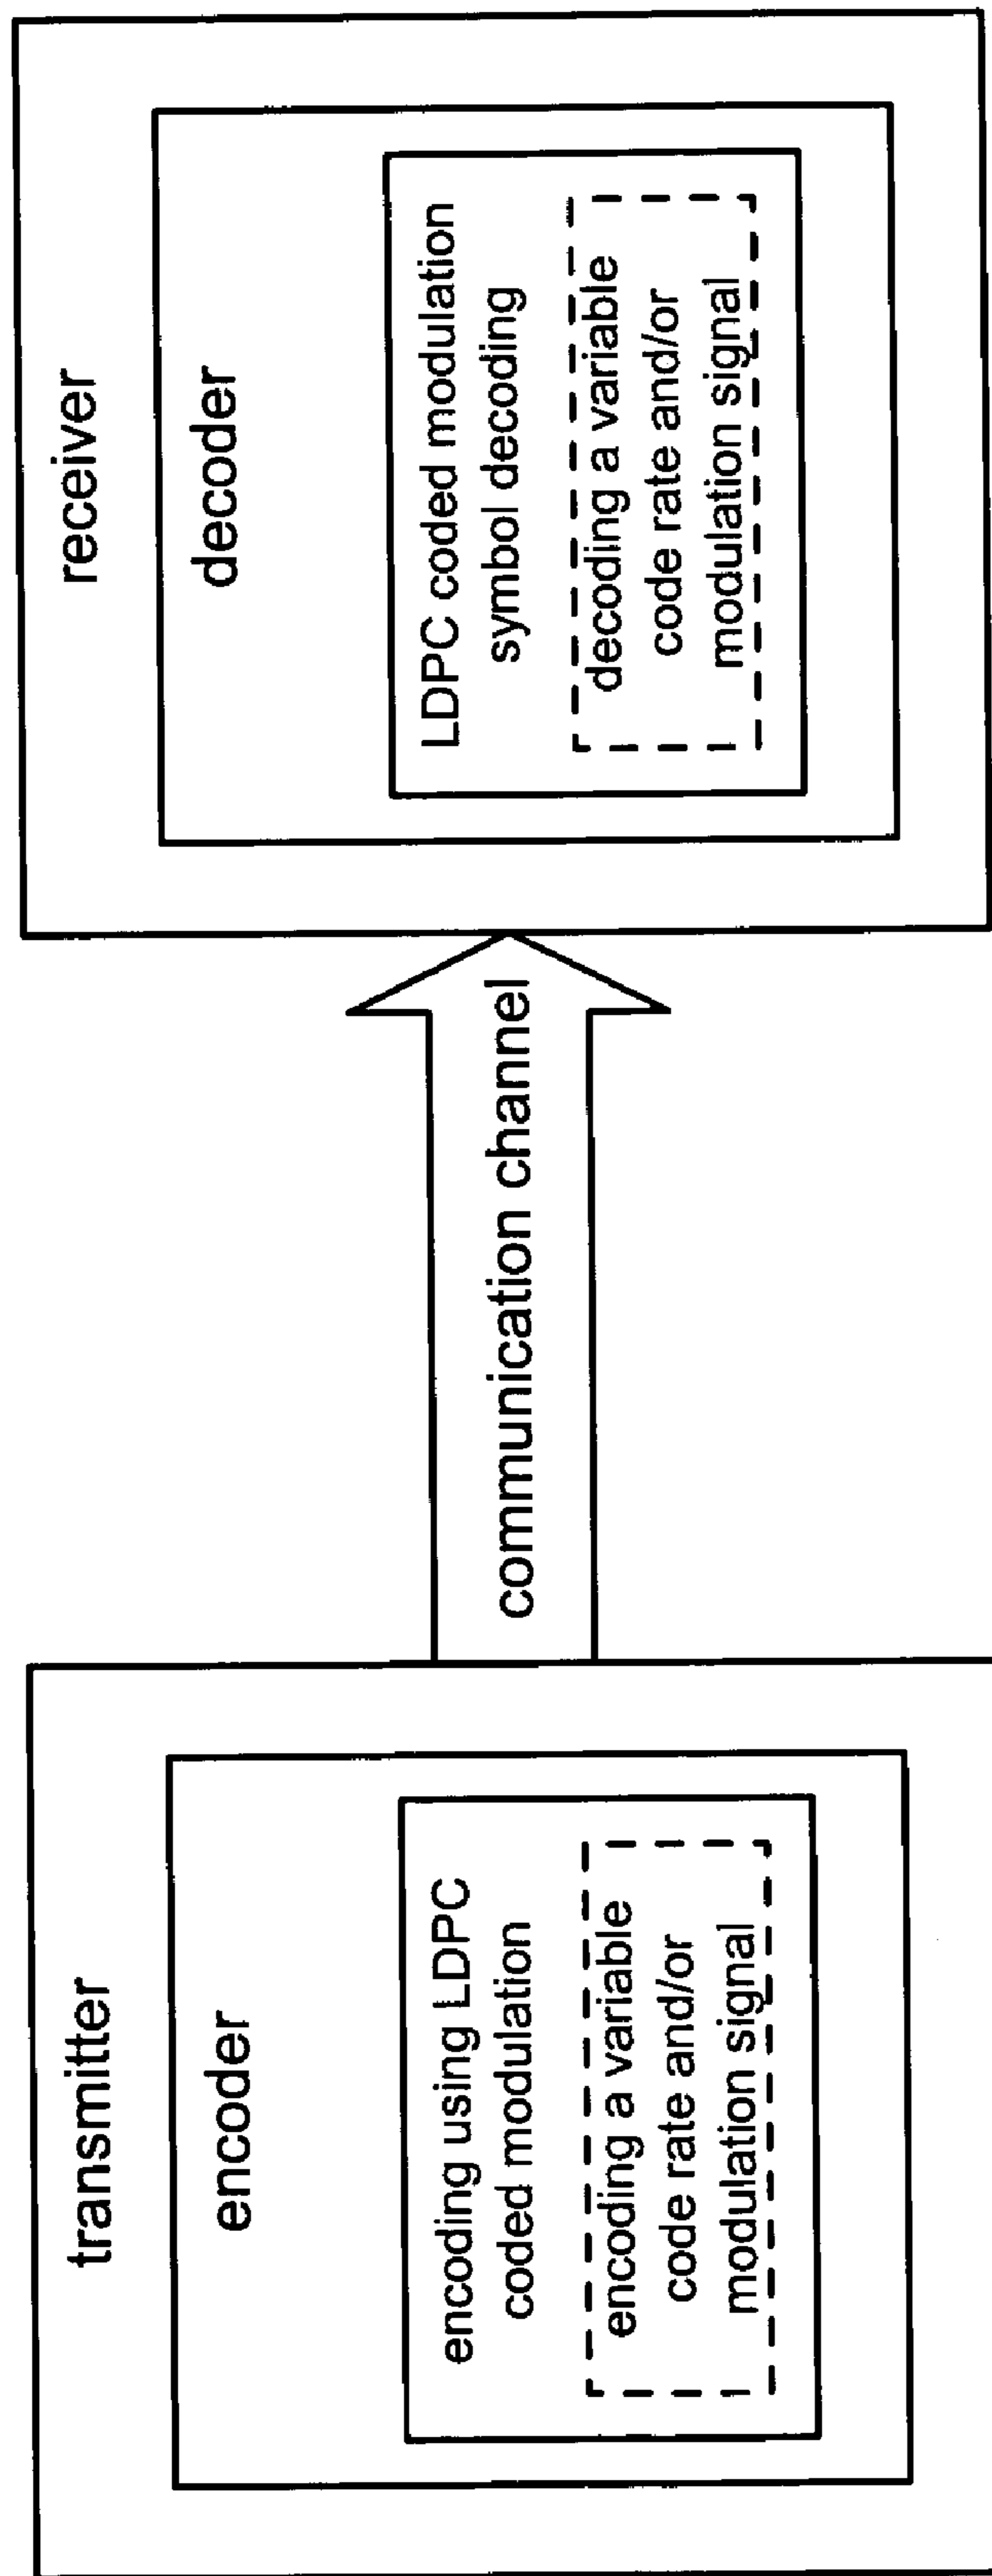 transmitter
encoder
encoding using LDPC
coded modulation
encoding a variable
code rate and/or
modulation signal
communication channel
receiver
decoder
LDPC coded modulation
symbol decoding
decoding a variable
code rate and/or
modulation signal